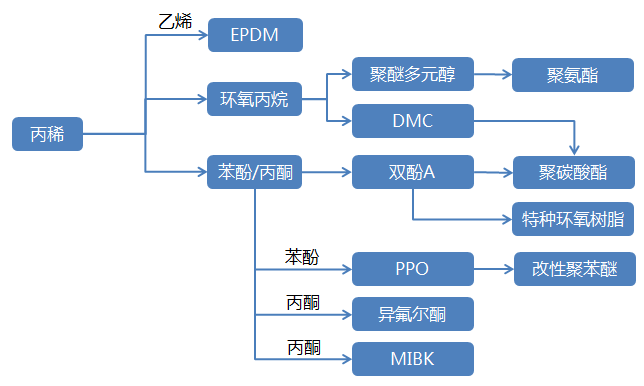 乙烯
EPDM
聚醚多元醇
聚氨酯
环氧丙烷
DMC
丙稀
苯酚/丙酮
双酚A
聚碳酸酯
特种环氧树脂
苯酚
PPO
改性聚苯醚
丙酮
异氟尔酮
丙酮
MIBK